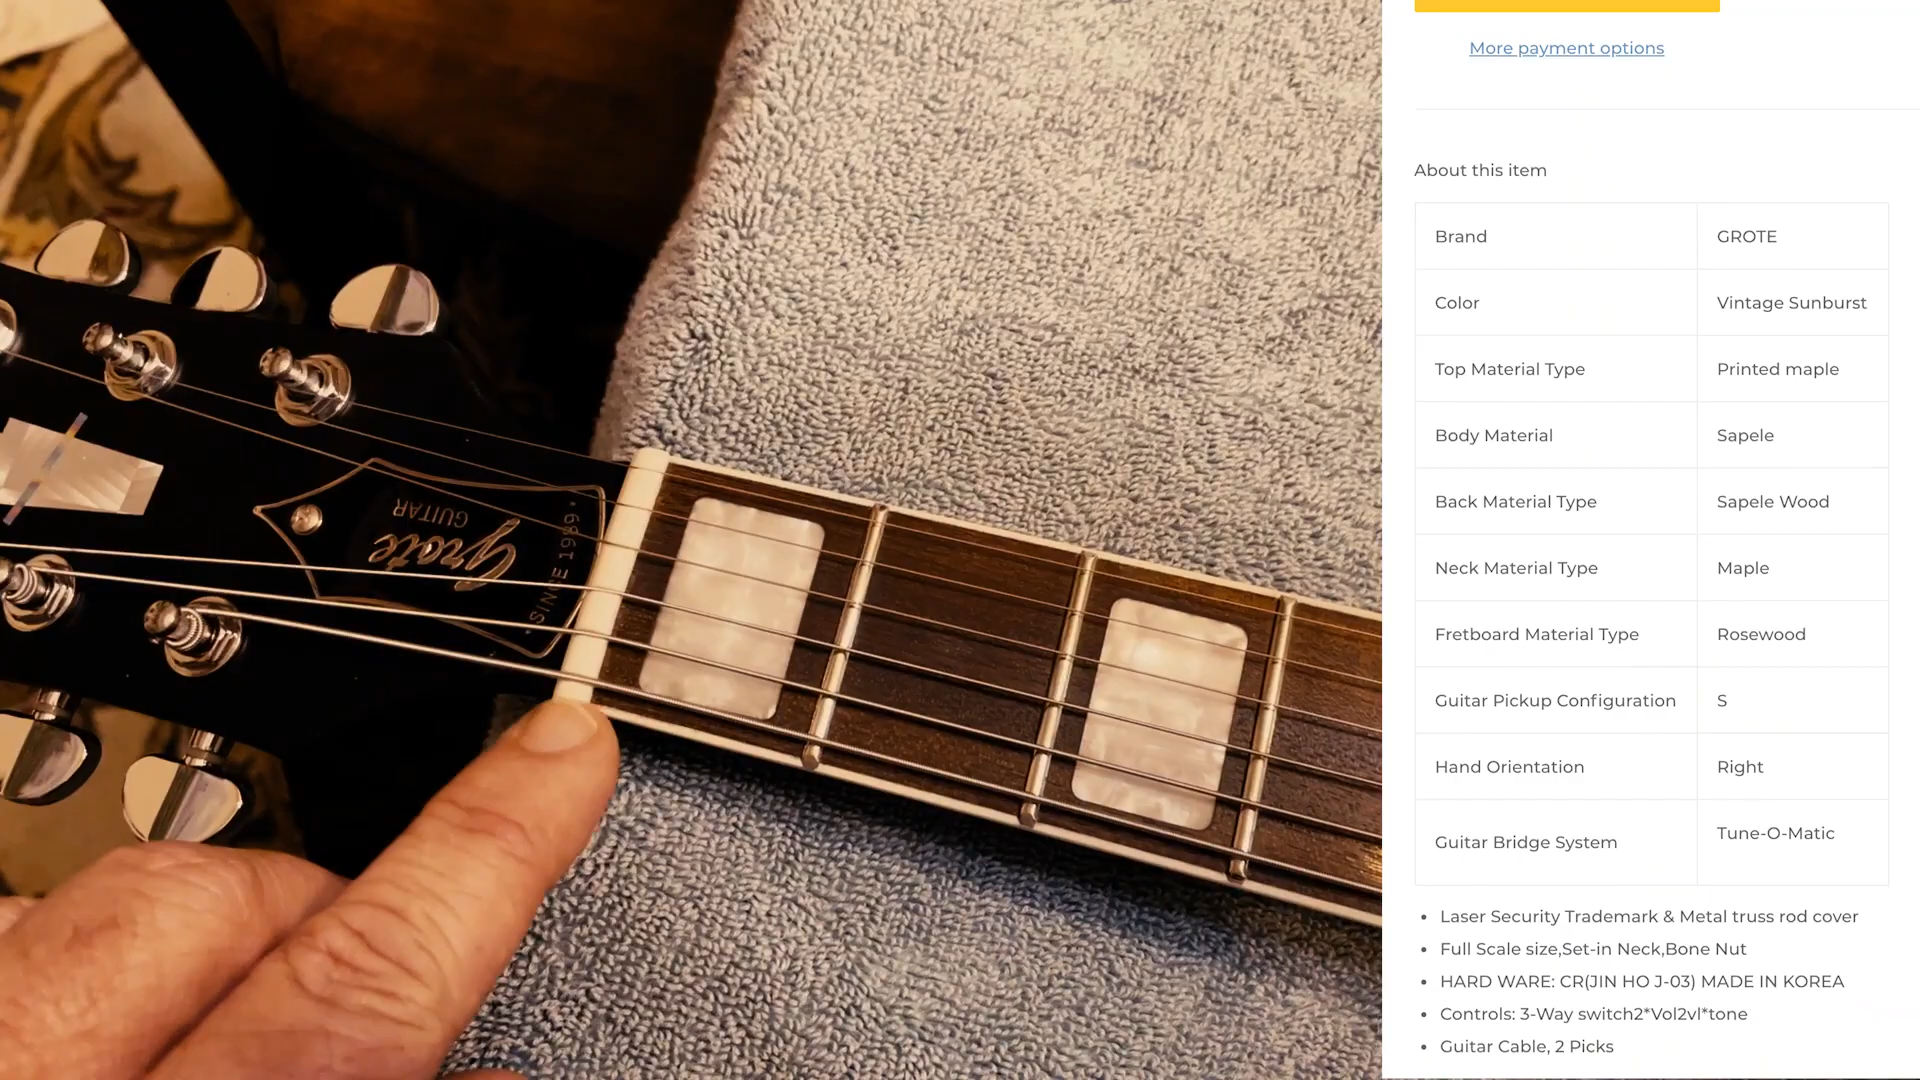 Grote
GUITAR
• SINCE 1989 •
More payment options
About this item
Brand GROTE
Color Vintage Sunburst
Top Material Type Printed maple
Body Material Sapele
Back Material Type Sapele Wood
Neck Material Type Maple
Fretboard Material Type Rosewood
Guitar Pickup Configuration S
Hand Orientation Right
Guitar Bridge System Tune-O-Matic
• Laser Security Trademark & Metal truss rod cover
• Full Scale size,Set-in Neck,Bone Nut
• HARD WARE: CR(JIN HO J-03) MADE IN KOREA
• Controls: 3-Way switch2*Vol2vl*tone
• Guitar Cable, 2 Picks